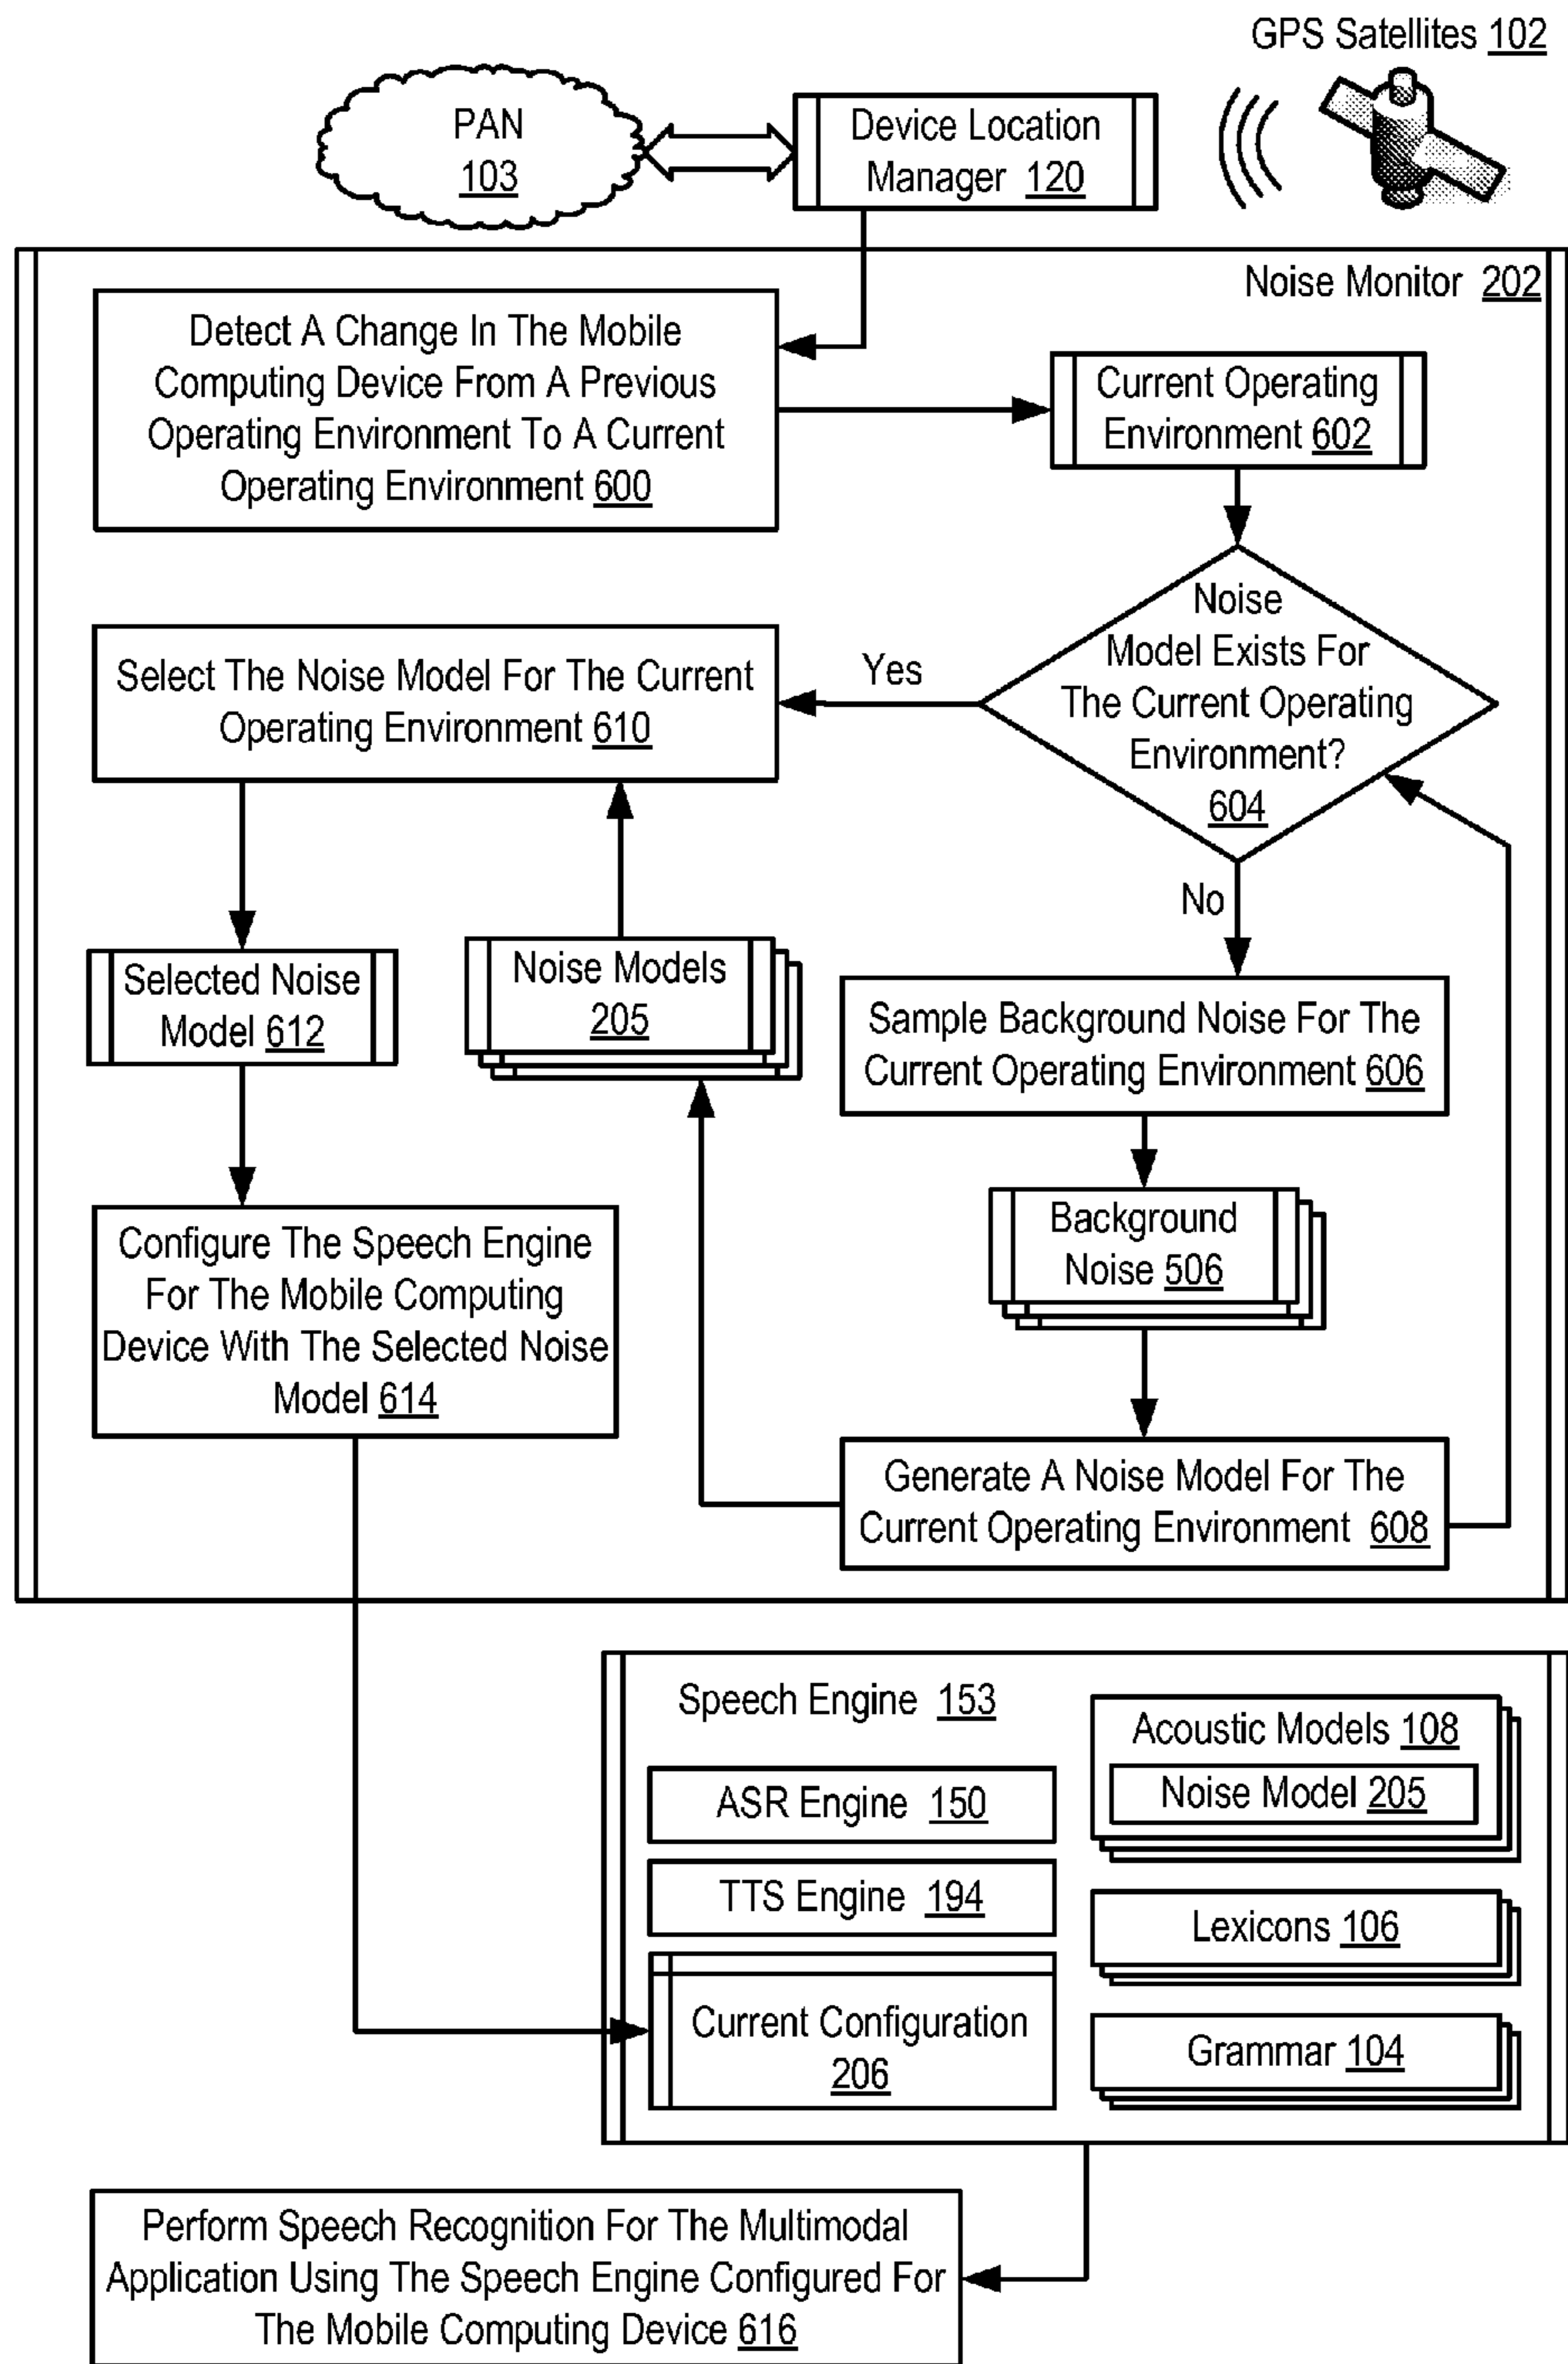 GPS Satellites 102
PAN
103
Device Location
Manager 120
Noise Monitor 202
Detect A Change In The Mobile
Computing Device From A Previous
Operating Environment To A Current
Operating Environment 600
Current Operating
Environment 602
Noise
Model Exists For
The Current Operating
Environment?
604
Yes
Select The Noise Model For The Current
Operating Environment 610
No
Selected Noise
Model 612
Noise Models
205
Sample Background Noise For The
Current Operating Environment 606
Background
Noise 506
Configure The Speech Engine
For The Mobile Computing
Device With The Selected Noise
Model 614
Generate A Noise Model For The
Current Operating Environment 608
Speech Engine 153
ASR Engine 150
TTS Engine 194
Current Configuration
206
Acoustic Models 108
Noise Model 205
Lexicons 106
Grammar 104
Perform Speech Recognition For The Multimodal
Application Using The Speech Engine Configured For
The Mobile Computing Device 616